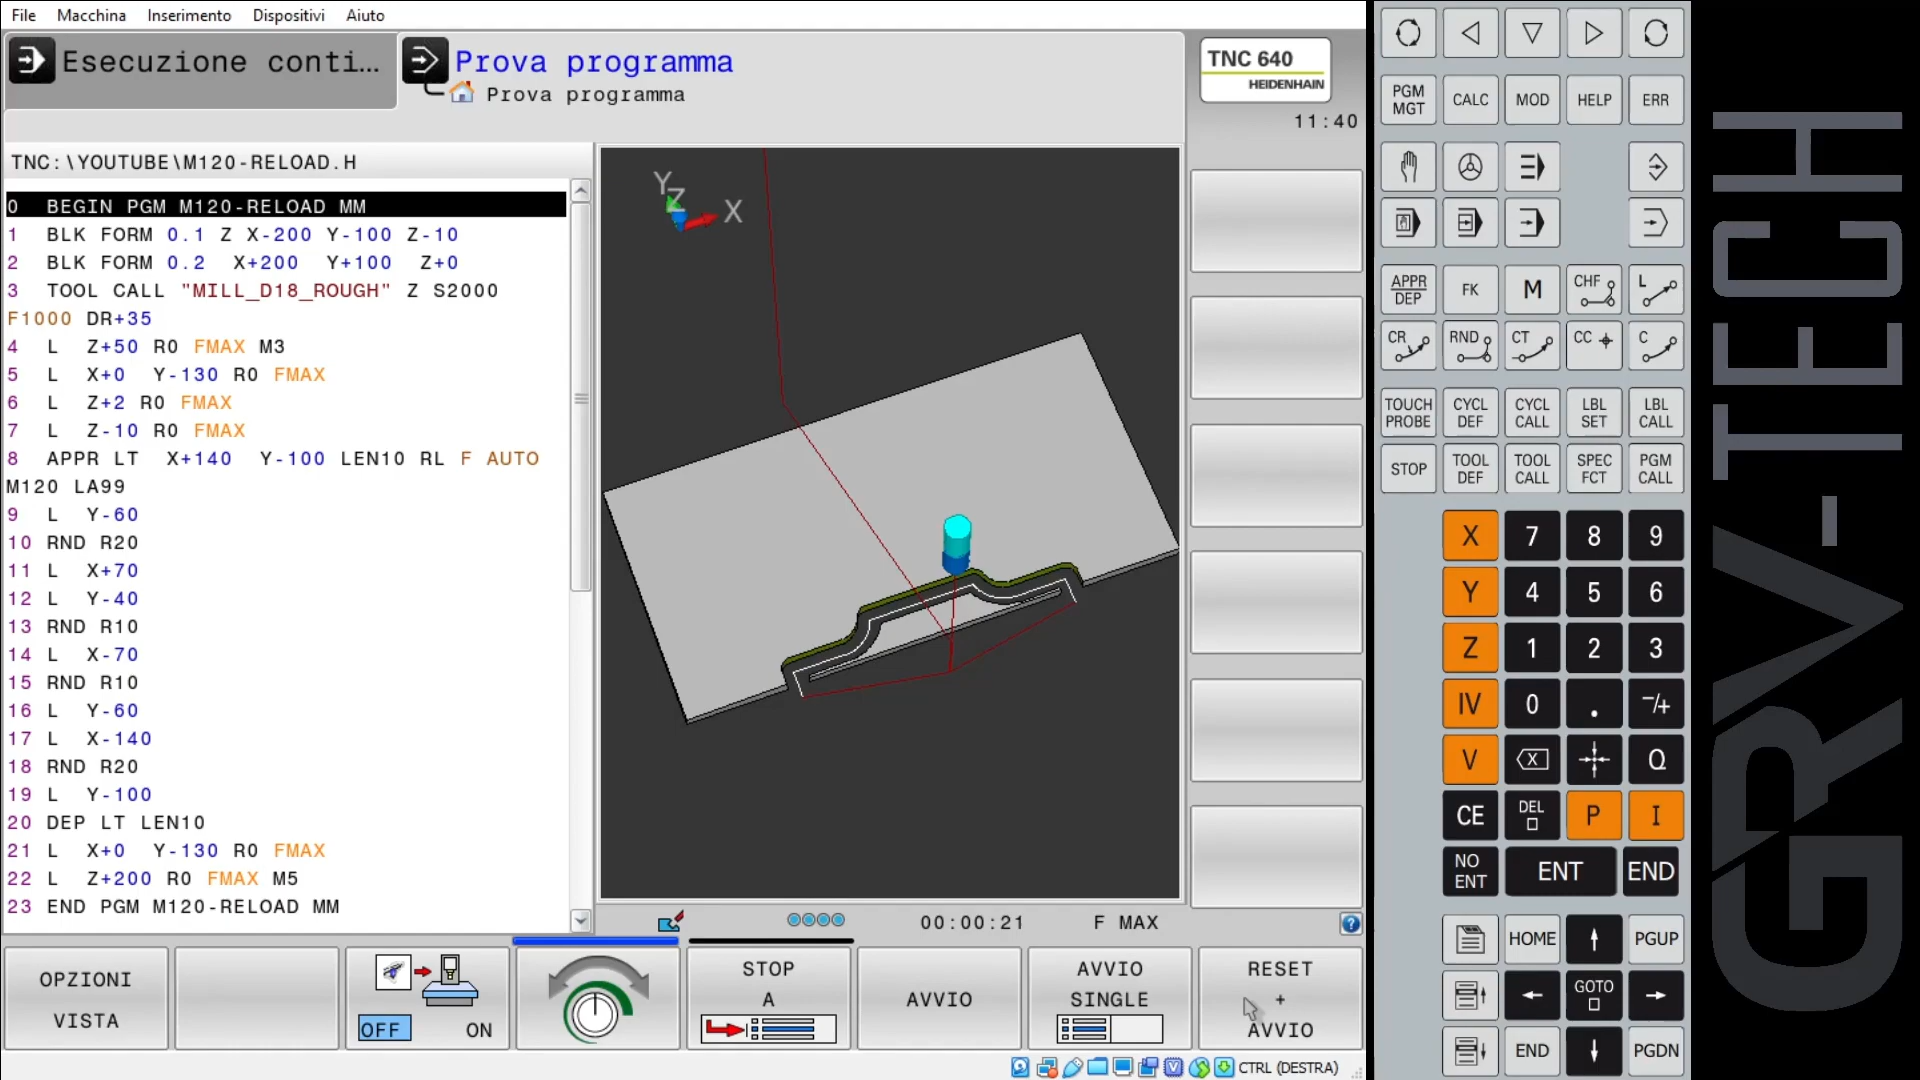 File Macchina Inserimento Dispositivi Aiuto
Esecuzione conti...
Prova programma
Prova programma
TNC 640
HEIDENHAIN
11:40
TNC:\YOUTUBE\M120-RELOAD.H
0 BEGIN PGM M120-RELOAD MM
1 BLK FORM 0.1 Z X-200 Y-100 Z-10
2 BLK FORM 0.2 X+200 Y+100 Z+0
3 TOOL CALL "MILL_D18_ROUGH" Z S2000
F1000 DR+35
4 L Z+50 R0 FMAX M3
5 L X+0 Y-130 R0 FMAX
6 L Z+2 R0 FMAX
7 L Z-10 R0 FMAX
8 APPR LT X+140 Y-100 LEN10 RL F AUTO
M120 LA99
9 L Y-60
10 RND R20
11 L X+70
12 L Y-40
13 RND R10
14 L X-70
15 RND R10
16 L Y-60
17 L X-140
18 RND R20
19 L Y-100
20 DEP LT LEN10
21 L X+0 Y-130 R0 FMAX
22 L Z+200 R0 FMAX M5
23 END PGM M120-RELOAD MM
Y
Z
X
00:00:21 F MAX
OPZIONI
VISTA
OFF ON
STOP
A
AVVIO
AVVIO
SINGLE
RESET
+
AVVIO
CTRL (DESTRA)
PGM
MGT
CALC
MOD
HELP
ERR
APPR
DEP
FK
M
CHF
L
CR
RND
CT
CC
C
TOUCH
PROBE
CYCL
DEF
CYCL
CALL
LBL
SET
LBL
CALL
STOP
TOOL
DEF
TOOL
CALL
SPEC
FCT
PGM
CALL
X 7 8 9
Y 4 5 6
Z 1 2 3
IV 0 . -/+
V X Q
CE
DEL
P
I
NO
ENT
ENT
END
HOME
PGUP
GOTO
END
PGDN
GRV-TECH